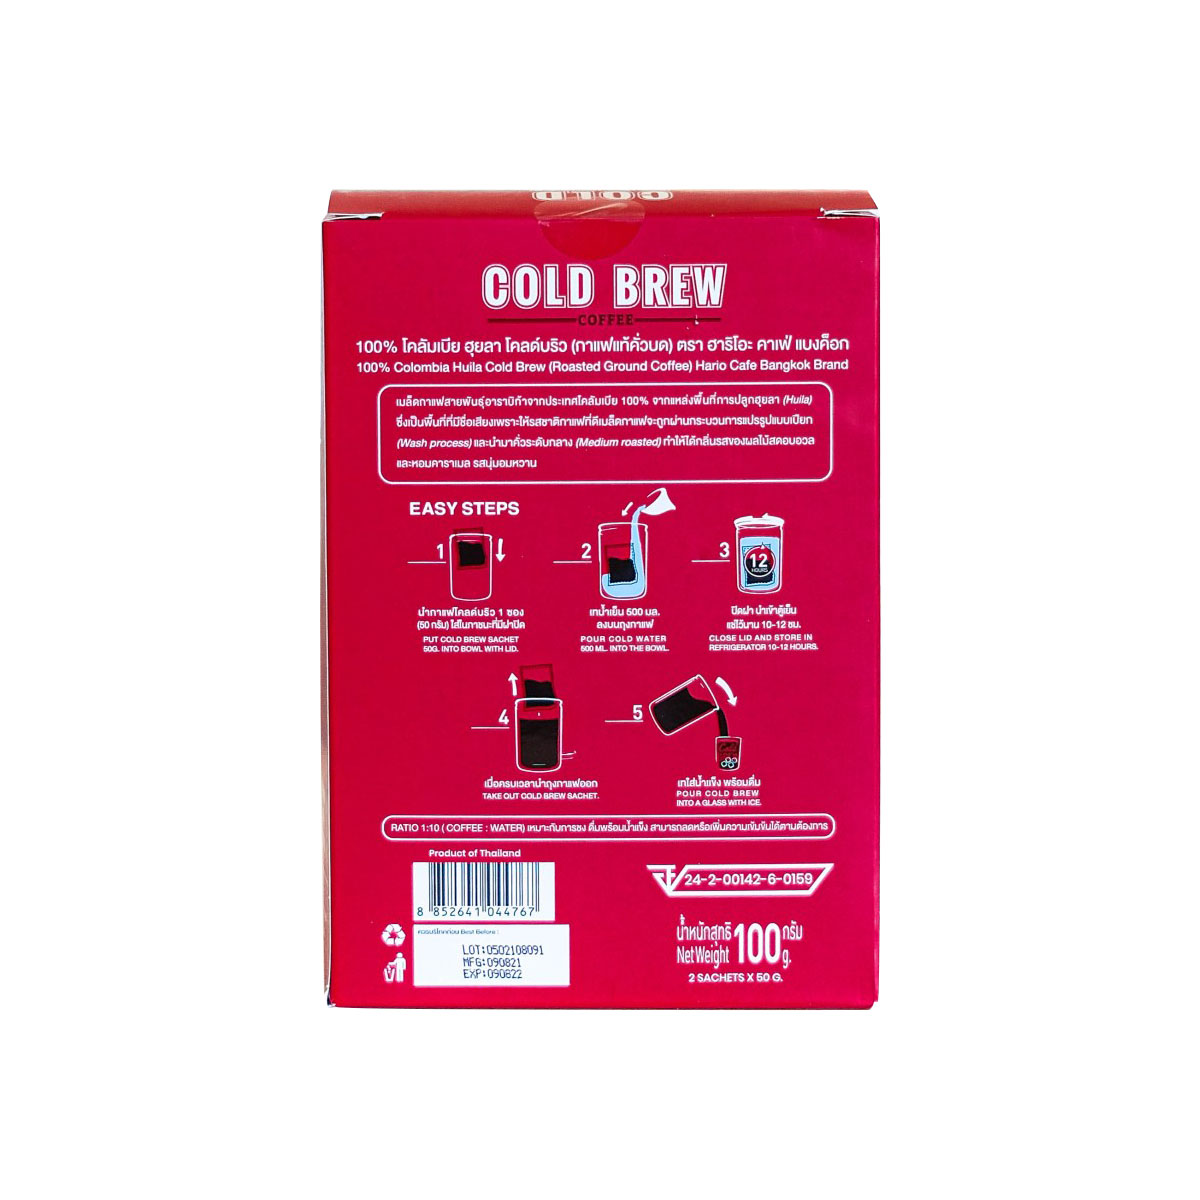 COLD
COLD BREW
COFFEE
100% โคลัมเบีย ฮุยลา โคลด์บริว (กาแฟแท้คั่วบด) ตรา ฮาริโอะ คาเฟ่ แบงค็อก
100% Colombia Huila Cold Brew (Roasted Ground Coffee) Hario Cafe Bangkok Brand
เมล็ดกาแฟสายพันธุ์อาราบิก้าจากประเทศโคลัมเบีย 100% จากแหล่งพื้นที่การปลูกฮุยลา (Huila)
ซึ่งเป็นพื้นที่ที่มีชื่อเสียงเพราะให้รสชาติกาแฟที่ดีเมล็ดกาแฟจะถูกผ่านกระบวนการแปรรูปแบบเปียก
(Wash process) และนำมาคั่วระดับกลาง (Medium roasted) ทำให้ได้กลิ่นรสของผลไม้สดอบอวล
และหอมคาราเมล รสนุ่มอมหวาน
EASY STEPS
1
2
3
12
HOURS
นำกาแฟโคลด์บริว 1 ซอง
(50 กรัม) ใส่ในภาชนะที่มีฝาปิด
PUT COLD BREW SACHET
50G. INTO BOWL WITH LID.
เทน้ำเย็น 500 มล.
ลงบนถุงกาแฟ
POUR COLD WATER
500 ML. INTO THE BOWL.
ปิดฝา นำเข้าตู้เย็น
แช่ไว้นาน 10-12 ชม.
CLOSE LID AND STORE IN
REFRIGERATOR 10-12 HOURS.
4
5
เมื่อครบเวลานำถุงกาแฟออก
TAKE OUT COLD BREW SACHET.
เทใส่น้ำแข็ง พร้อมดื่ม
POUR COLD BREW
INTO A GLASS WITH ICE.
RATIO 1:10 ( COFFEE : WATER) เหมาะกับการชง ดื่มพร้อมน้ำแข็ง สามารถลดหรือเพิ่มความเข้มข้นได้ตามต้องการ
Product of Thailand
8 852641 044767
24-2-00142-6-0159
ควรบริโภคก่อน Best Before :
LOT:0502108091
MFG:090821
EXP:090822
น้ำหนักสุทธิ 100 กรัม
Net Weight g.
2 SACHETS X 50 G.